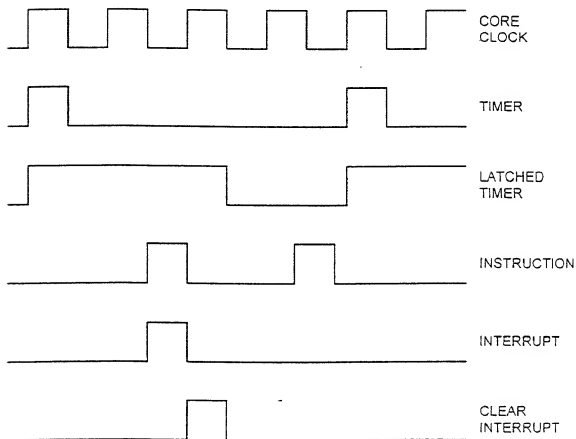 CORE
CLOCK
TIMER
LATCHED
TIMER
INSTRUCTION
INTERRUPT
CLEAR
INTERRUPT